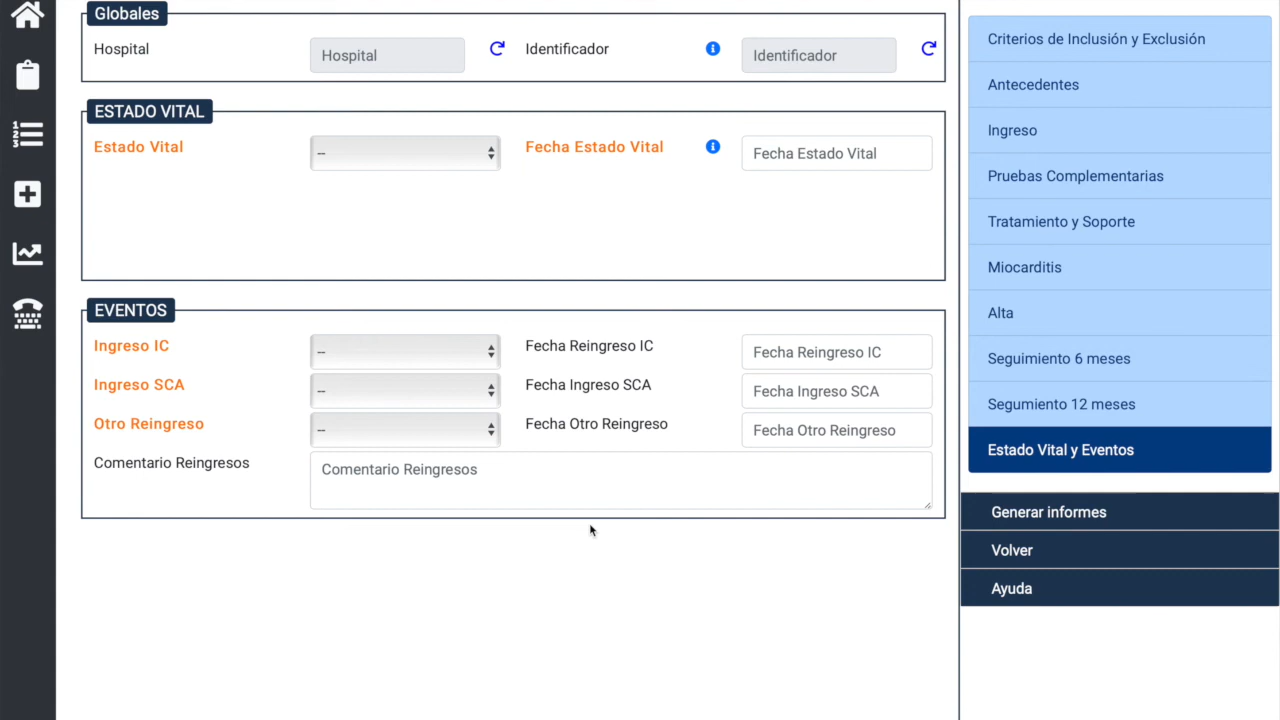 Globales
Hospital
Hospital
Identificador
Identificador
ESTADO VITAL
Estado Vital
--
Fecha Estado Vital
Fecha Estado Vital
EVENTOS
Ingreso IC
--
Fecha Reingreso IC
Fecha Reingreso IC
Ingreso SCA
--
Fecha Ingreso SCA
Fecha Ingreso SCA
Otro Reingreso
--
Fecha Otro Reingreso
Fecha Otro Reingreso
Comentario Reingresos
Comentario Reingresos
Criterios de Inclusión y Exclusión
Antecedentes
Ingreso
Pruebas Complementarias
Tratamiento y Soporte
Miocarditis
Alta
Seguimiento 6 meses
Segumiento 12 meses
Estado Vital y Eventos
Generar informes
Volver
Ayuda